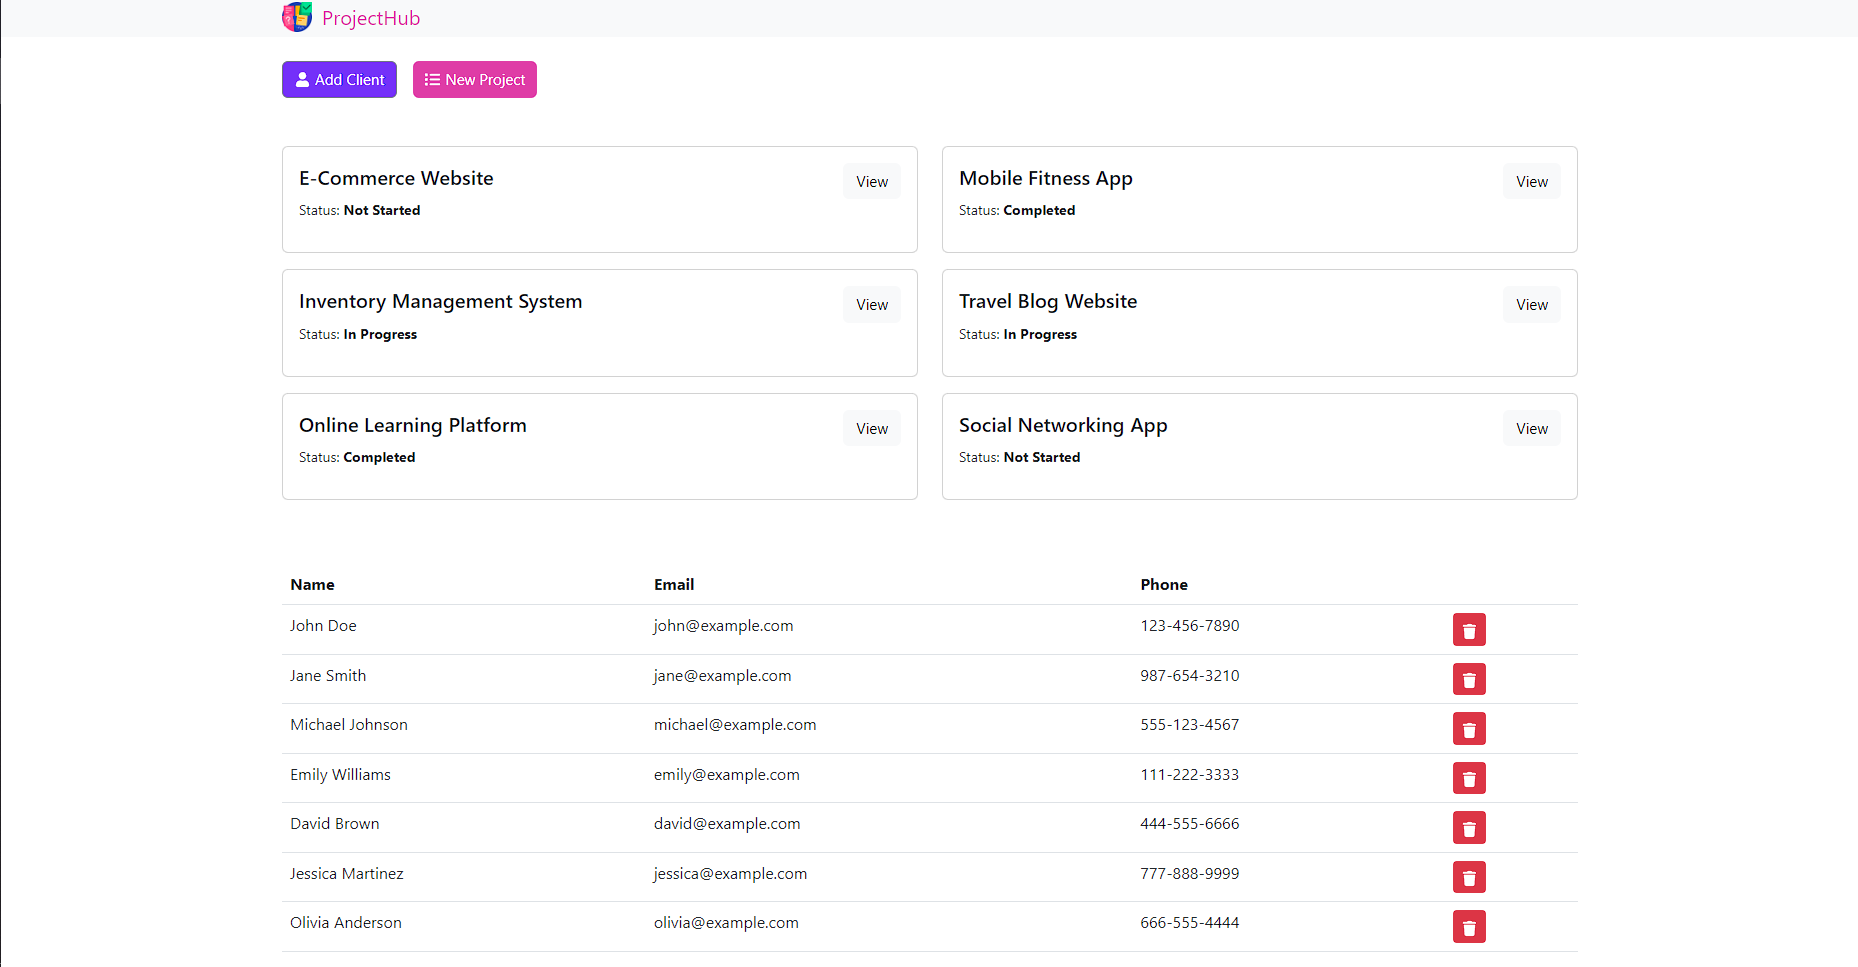 ProjectHub
Add Client New Project
E-Commerce Website View
Status: Not Started
Mobile Fitness App View
Status: Completed
Inventory Management System View
Status: In Progress
Travel Blog Website View
Status: In Progress
Online Learning Platform View
Status: Completed
Social Networking App View
Status: Not Started
Name Email Phone
John Doe john@example.com 123-456-7890
Jane Smith jane@example.com 987-654-3210
Michael Johnson michael@example.com 555-123-4567
Emily Williams emily@example.com 111-222-3333
David Brown david@example.com 444-555-6666
Jessica Martinez jessica@example.com 777-888-9999
Olivia Anderson olivia@example.com 666-555-4444